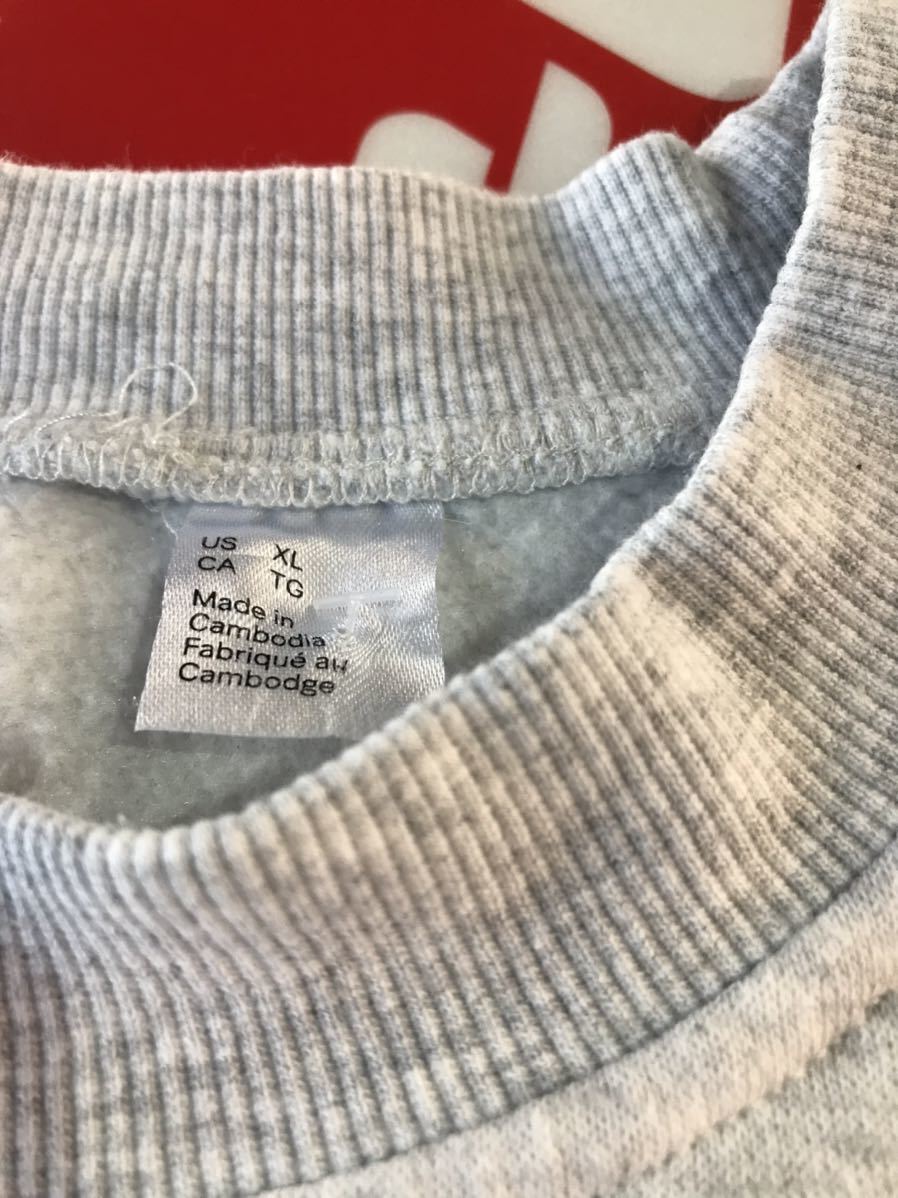 US XL
CA TG
Made in
Cambodia
Fabriqué au
Cambodge